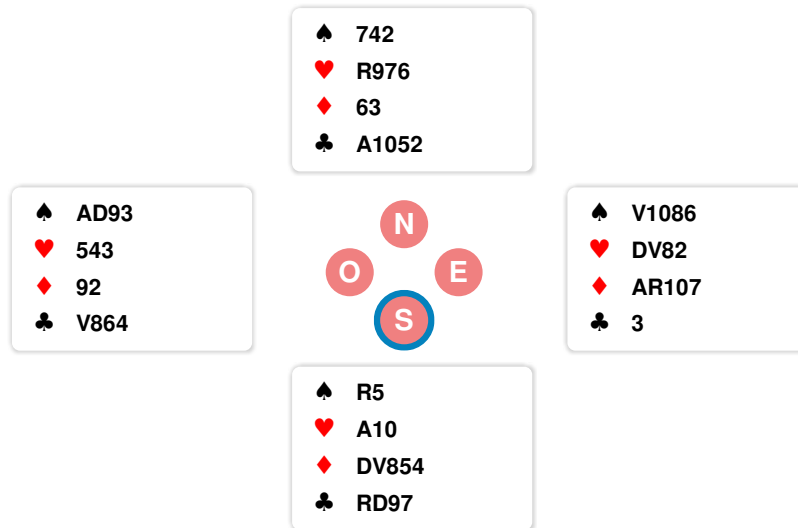 ♠ 742
♥ R976
♦ 63
♣ A1052
♠ AD93
♥ 543
♦ 92
♣ V864
N
O
E
S
♠ V1086
♥ DV82
♦ AR107
♣ 3
♠ R5
♥ A10
♦ DV854
♣ RD97